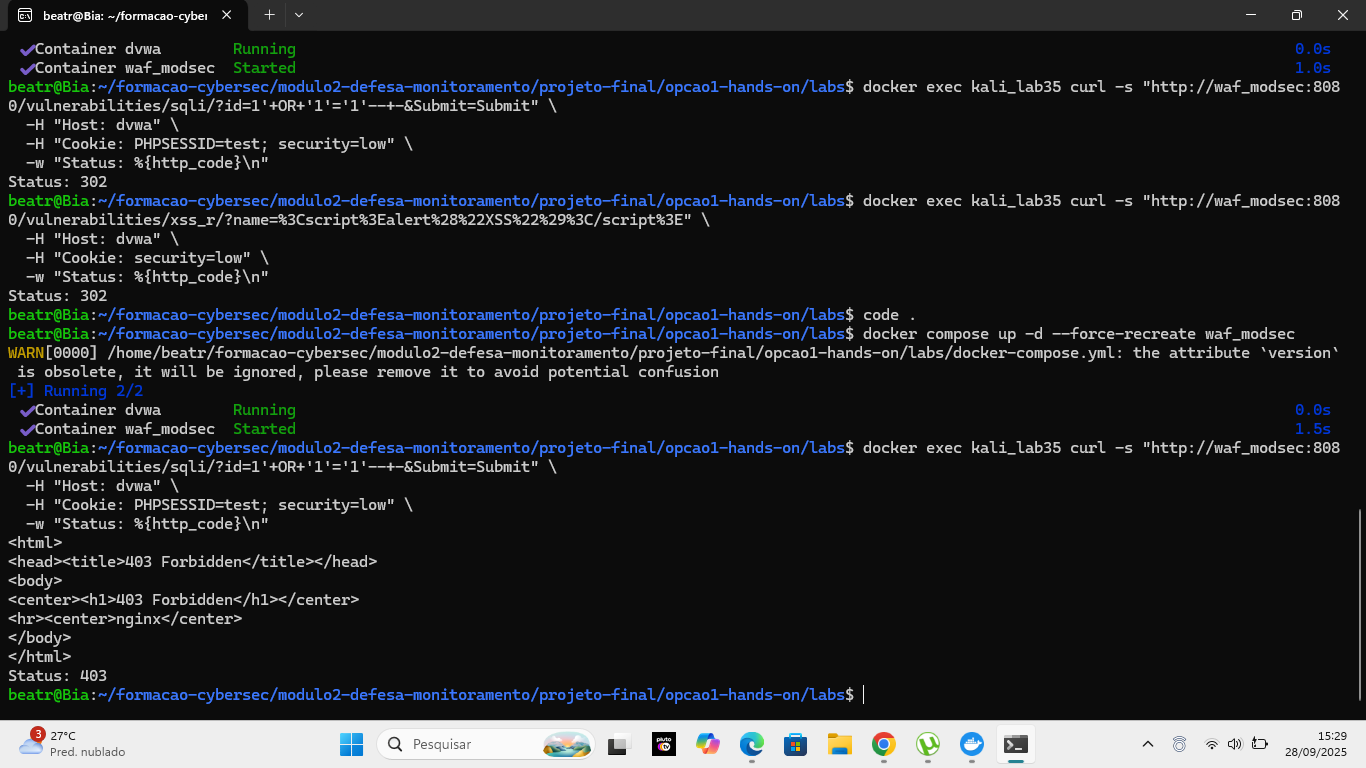 beatr@Bia: ~/formacao-cyber
Container dvwa Running 0.0s
Container waf_modsec Started 1.0s
beatr@Bia:~/formacao-cybersec/modulo2-defesa-monitoramento/projeto-final/opcao1-hands-on/labs$ docker exec kali_lab35 curl -s "http://waf_modsec:808
0/vulnerabilities/sqli/?id=1'+OR+'1'='1'--+-&Submit=Submit" \
-H "Host: dvwa" \
-H "Cookie: PHPSESSID=test; security=low" \
-w "Status: %{http_code}\n"
Status: 302
beatr@Bia:~/formacao-cybersec/modulo2-defesa-monitoramento/projeto-final/opcao1-hands-on/labs$ docker exec kali_lab35 curl -s "http://waf_modsec:808
0/vulnerabilities/xss_r/?name=%3Cscript%3Ealert%28%22XSS%22%29%3C/script%3E" \
-H "Host: dvwa" \
-H "Cookie: security=low" \
-w "Status: %{http_code}\n"
Status: 302
beatr@Bia:~/formacao-cybersec/modulo2-defesa-monitoramento/projeto-final/opcao1-hands-on/labs$ code .
beatr@Bia:~/formacao-cybersec/modulo2-defesa-monitoramento/projeto-final/opcao1-hands-on/labs$ docker compose up -d --force-recreate waf_modsec
WARN[0000] /home/beatr/formacao-cybersec/modulo2-defesa-monitoramento/projeto-final/opcao1-hands-on/labs/docker-compose.yml: the attribute `version`
is obsolete, it will be ignored, please remove it to avoid potential confusion
[+] Running 2/2
Container dvwa Running 0.0s
Container waf_modsec Started 1.5s
beatr@Bia:~/formacao-cybersec/modulo2-defesa-monitoramento/projeto-final/opcao1-hands-on/labs$ docker exec kali_lab35 curl -s "http://waf_modsec:808
0/vulnerabilities/sqli/?id=1'+OR+'1'='1'--+-&Submit=Submit" \
-H "Host: dvwa" \
-H "Cookie: PHPSESSID=test; security=low" \
-w "Status: %{http_code}\n"
<html>
<head><title>403 Forbidden</title></head>
<body>
<center><h1>403 Forbidden</h1></center>
<hr><center>nginx</center>
</body>
</html>
Status: 403
beatr@Bia:~/formacao-cybersec/modulo2-defesa-monitoramento/projeto-final/opcao1-hands-on/labs$
3
27°C
Pred. nublado
Pesquisar
pluto tv
15:29
28/09/2025